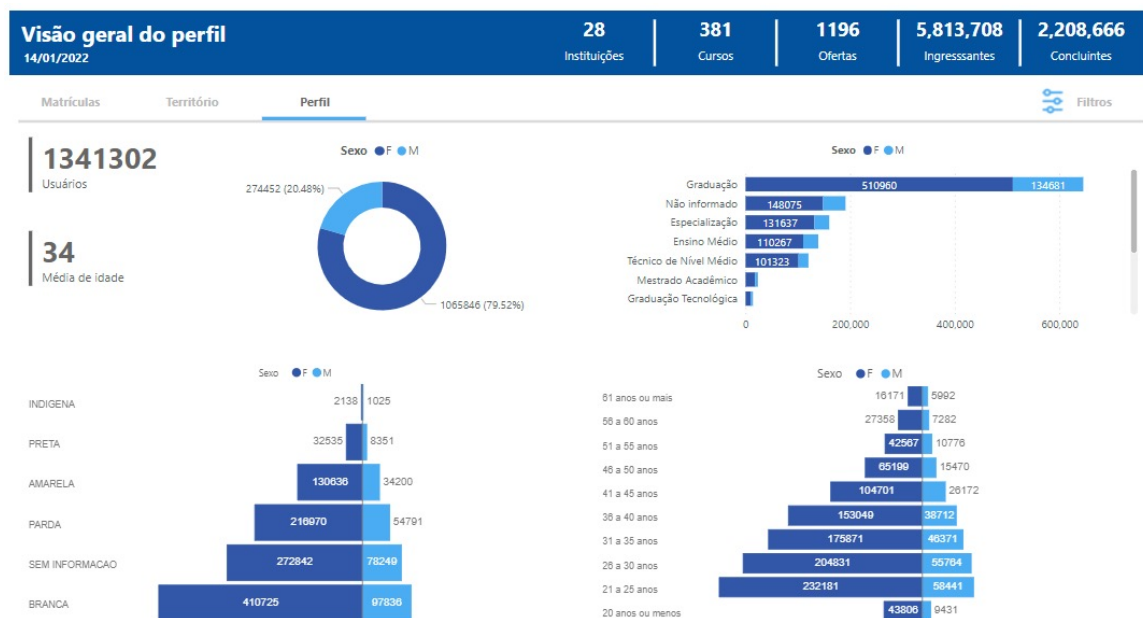 Visão geral do perfil
14/01/2022
28
Instituições
381
Cursos
1196
Ofertas
5,813,708
Ingresssantes
2,208,666
Concluintes
Matrículas
Território
Perfil
Filtros
1341302
Usuários
34
Média de idade
Sexo F M
274452 (20.48%)
1065846 (79.52%)
Sexo F M
Graduação 510960 134681
Não informado 148075
Especialização 131637
Ensino Médio 110267
Técnico de Nível Médio 101323
Mestrado Acadêmico
Graduação Tecnológica
0 200,000 400,000 600,000
Sexo F M
INDIGENA 2138 1025
PRETA 32535 8351
AMARELA 130636 34200
PARDA 216970 54791
SEM INFORMACAO 272842 78249
BRANCA 410725 97836
Sexo F M
61 anos ou mais 16171 5992
56 a 60 anos 27358 7282
51 a 55 anos 42567 10776
46 a 50 anos 65199 15470
41 a 45 anos 104701 26172
36 a 40 anos 153049 38712
31 a 35 anos 175871 46371
26 a 30 anos 204831 55764
21 a 25 anos 232181 58441
20 anos ou menos 43806 9431